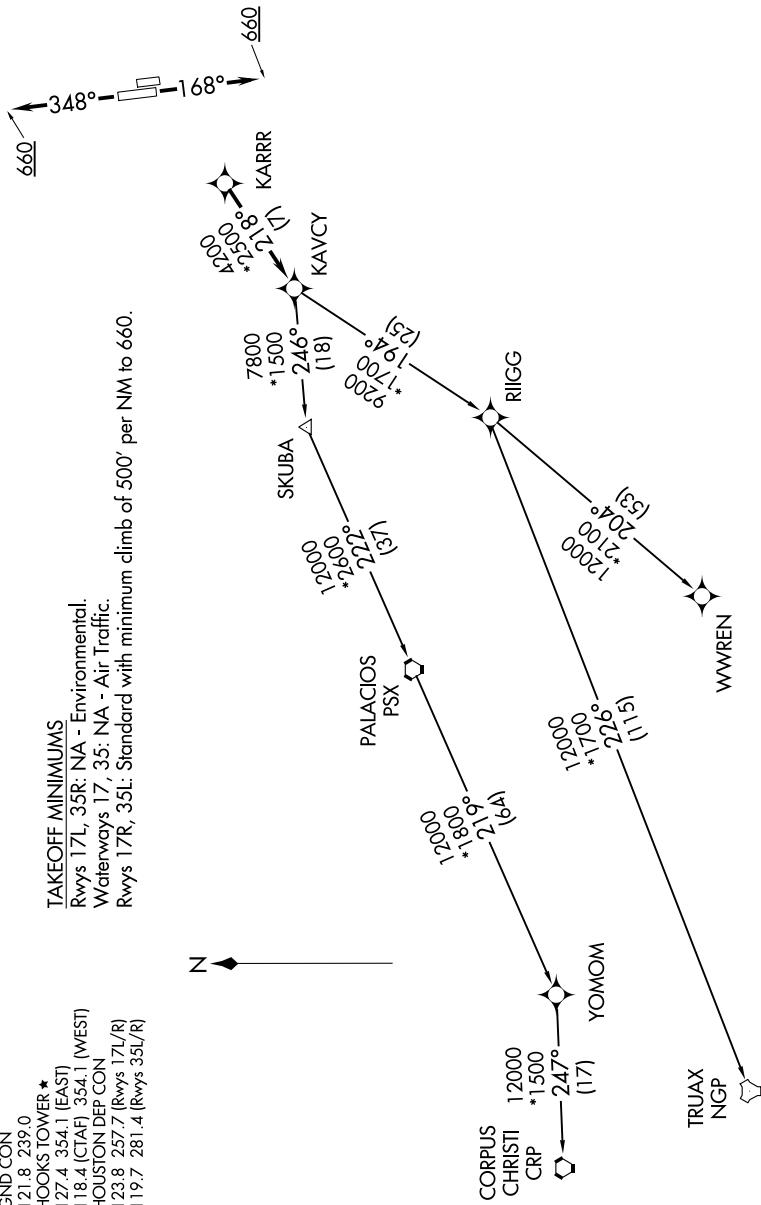 GND CON
121.8 239.0
HOOKS TOWER ★
127.4 354.1 (EAST)
118.4 (CTAF) 354.1 (WEST)
HOUSTON DEP CON
123.8 257.7 (Rwys 17L/R)
119.7 281.4 (Rwys 35L/R)
TAKEOFF MINIMUMS
Rwys 17L, 35R: NA - Environmental.
Waterways 17, 35: NA - Air Traffic.
Rwys 17R, 35L: Standard with minimum climb of 500' per NM to 660.
660
348°
168°
660
KARRR
4200
*2500
218°
(7)
KAVCY
7800
*1500
246°
(18)
SKUBA
9200
*1700
194°
(25)
RIIGG
12000
*2600
222°
(37)
PALACIOS
PSX
12000
*2100
204°
(53)
WWREN
12000
*1800
219°
(64)
YOMOM
12000
*1700
226°
(115)
TRUAX
NGP
12000
*1500
247°
(17)
CORPUS
CHRISTI
CRP
N